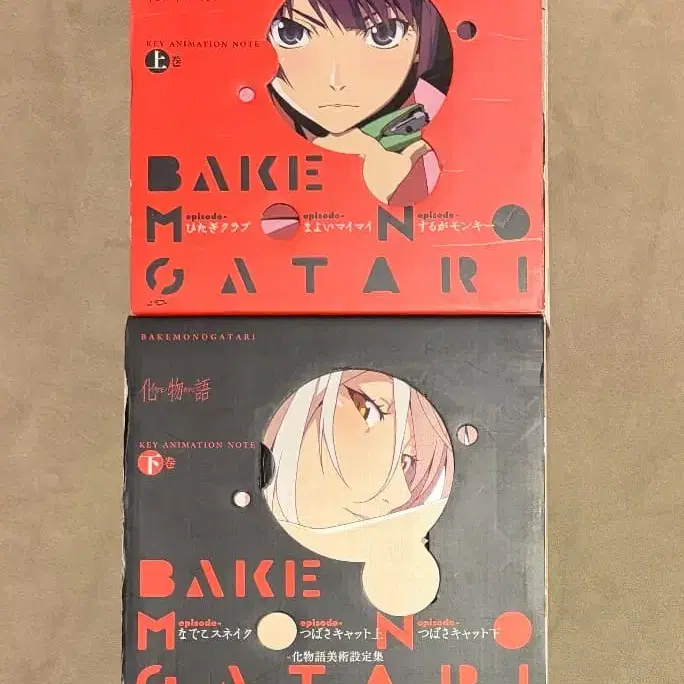 KEY ANIMATION NOTE
上巻
BAKE
MONO
episode- episode- episode-
ひたぎクラブ まよいマイマイ するがモンキー
GATARI
BAKEMONOGATARI
化物語
KEY ANIMATION NOTE
下巻
BAKE
MONO
episode- episode- episode-
なでこスネイク つばさキャット上 つばさキャット下
化物語美術設定集
GATARI